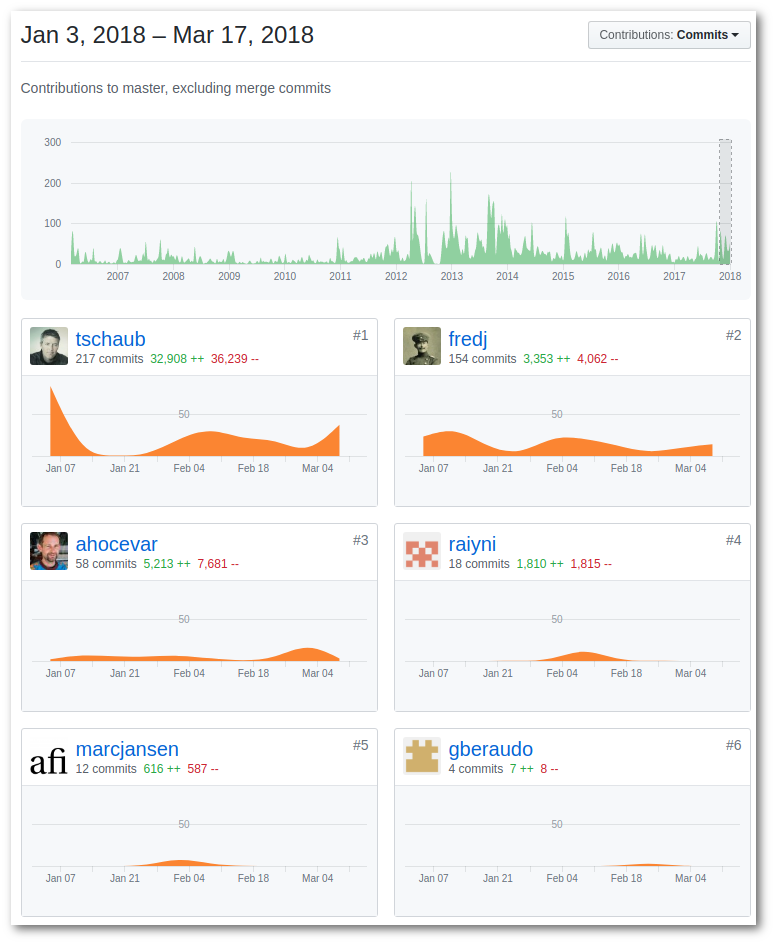 Jan 3, 2018 – Mar 17, 2018
Contributions: Commits
Contributions to master, excluding merge commits
300
200
100
0
2007 2008 2009 2010 2011 2012 2013 2014 2015 2016 2017 2018
tschaub #1
217 commits 32,908 ++ 36,239 --
50
Jan 07 Jan 21 Feb 04 Feb 18 Mar 04
fredj #2
154 commits 3,353 ++ 4,062 --
50
Jan 07 Jan 21 Feb 04 Feb 18 Mar 04
ahocevar #3
58 commits 5,213 ++ 7,681 --
50
Jan 07 Jan 21 Feb 04 Feb 18 Mar 04
raiyni #4
18 commits 1,810 ++ 1,815 --
50
Jan 07 Jan 21 Feb 04 Feb 18 Mar 04
afi marcjansen #5
12 commits 616 ++ 587 --
50
Jan 07 Jan 21 Feb 04 Feb 18 Mar 04
gberaudo #6
4 commits 7 ++ 8 --
50
Jan 07 Jan 21 Feb 04 Feb 18 Mar 04